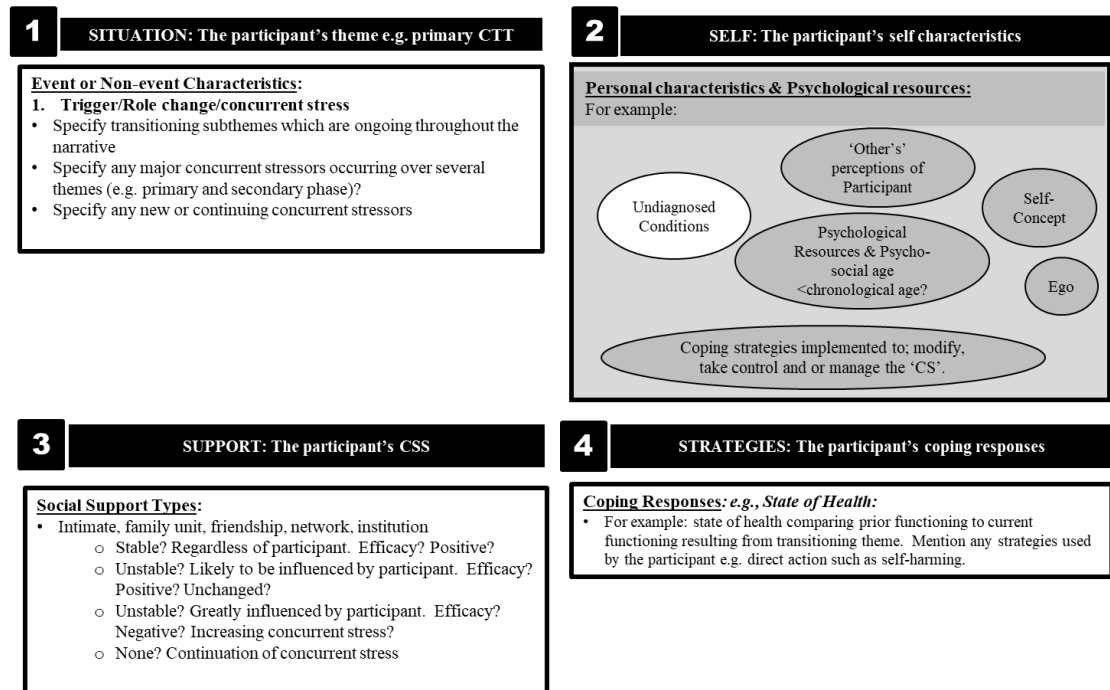 1
SITUATION: The participant's theme e.g. primary CTT
Event or Non-event Characteristics:
1. Trigger/Role change/concurrent stress
• Specify transitioning subthemes which are ongoing throughout the
narrative
• Specify any major concurrent stressors occurring over several
themes (e.g. primary and secondary phase)?
• Specify any new or continuing concurrent stressors
2
SELF: The participant's self characteristics
Personal characteristics & Psychological resources:
For example:
'Other's'
perceptions of
Participant
Undiagnosed
Conditions
Self-
Concept
Psychological
Resources & Psycho-
social age
<chronological age?
Ego
Coping strategies implemented to; modify,
take control and or manage the 'CS'.
3
SUPPORT: The participant's CSS
Social Support Types:
• Intimate, family unit, friendship, network, institution
o Stable? Regardless of participant. Efficacy? Positive?
o Unstable? Likely to be influenced by participant. Efficacy?
Positive? Unchanged?
o Unstable? Greatly influenced by participant. Efficacy?
Negative? Increasing concurrent stress?
o None? Continuation of concurrent stress
4
STRATEGIES: The participant's coping responses
Coping Responses: e.g., State of Health:
• For example: state of health comparing prior functioning to current
functioning resulting from transitioning theme. Mention any strategies used
by the participant e.g. direct action such as self-harming.